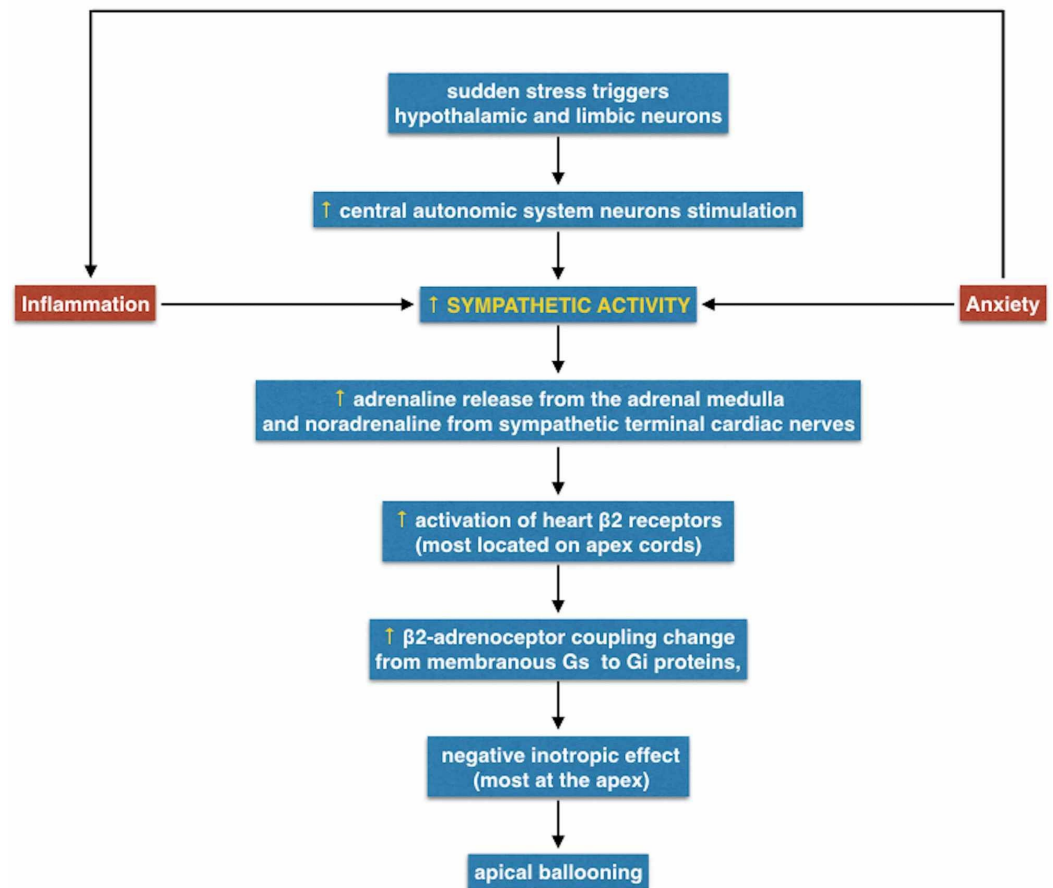 sudden stress triggers
hypothalamic and limbic neurons
↑ central autonomic system neurons stimulation
Inflammation
↑ SYMPATHETIC ACTIVITY
Anxiety
↑ adrenaline release from the adrenal medulla
and noradrenaline from sympathetic terminal cardiac nerves
↑ activation of heart β2 receptors
(most located on apex cords)
↑ β2-adrenoceptor coupling change
from membranous Gs to Gi proteins,
negative inotropic effect
(most at the apex)
apical ballooning